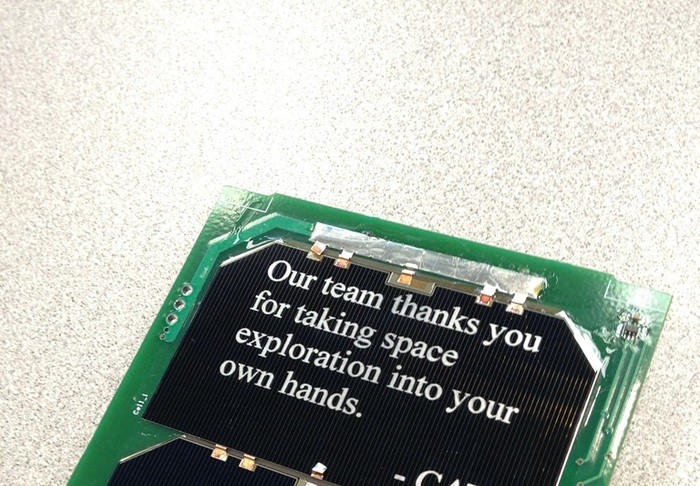 Our team thanks you
for taking space
exploration into your
own hands.